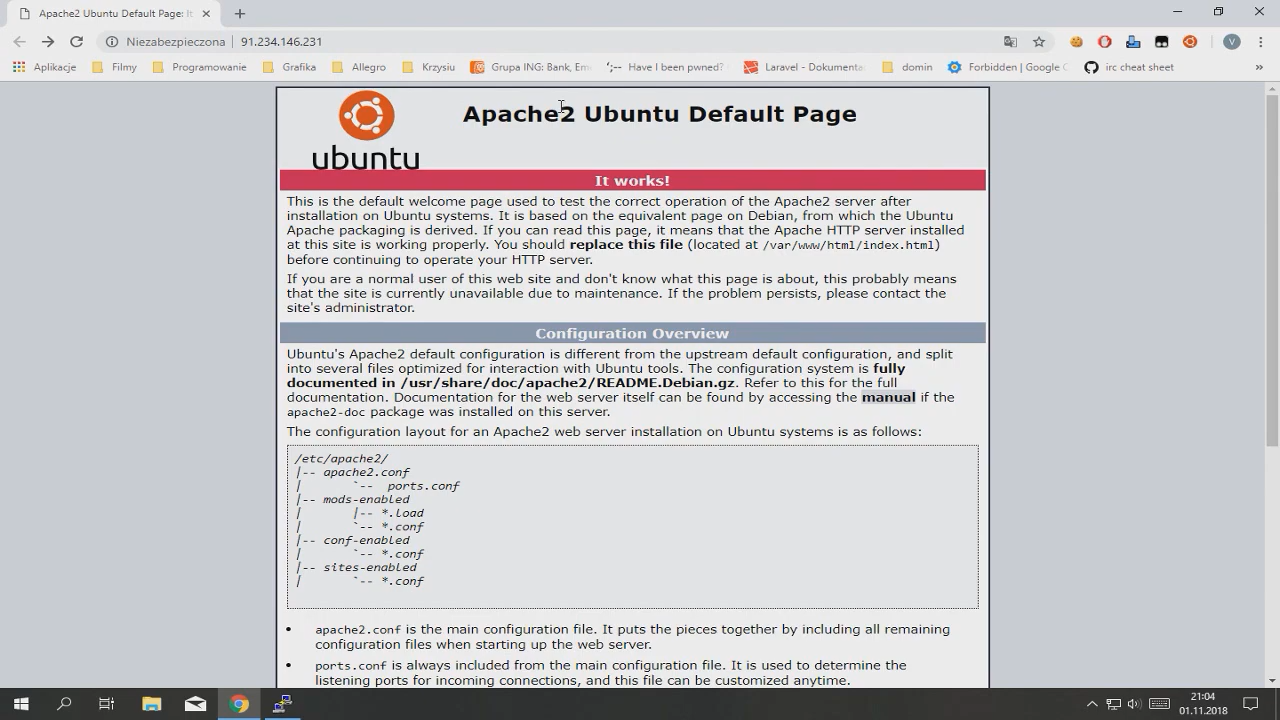 Apache2 Ubuntu Default Page: It
Niezabezpieczona 91.234.146.231
V
Aplikacje Filmy Programowanie Grafika Allegro Krzysiu Grupa ING: Bank, Em Have I been pwned? Laravel - Dokumenta domin Forbidden | Google irc cheat sheet »
ubuntu
Apache2 Ubuntu Default Page
It works!
This is the default welcome page used to test the correct operation of the Apache2 server after
installation on Ubuntu systems. It is based on the equivalent page on Debian, from which the Ubuntu
Apache packaging is derived. If you can read this page, it means that the Apache HTTP server installed
at this site is working properly. You should replace this file (located at /var/www/html/index.html)
before continuing to operate your HTTP server.
If you are a normal user of this web site and don't know what this page is about, this probably means
that the site is currently unavailable due to maintenance. If the problem persists, please contact the
site's administrator.
Configuration Overview
Ubuntu's Apache2 default configuration is different from the upstream default configuration, and split
into several files optimized for interaction with Ubuntu tools. The configuration system is fully
documented in /usr/share/doc/apache2/README.Debian.gz. Refer to this for the full
documentation. Documentation for the web server itself can be found by accessing the manual if the
apache2-doc package was installed on this server.
The configuration layout for an Apache2 web server installation on Ubuntu systems is as follows:
/etc/apache2/
|-- apache2.conf
|       `--  ports.conf
|-- mods-enabled
|       |-- *.load
|       `-- *.conf
|-- conf-enabled
|       `-- *.conf
|-- sites-enabled
|       `-- *.conf
• apache2.conf is the main configuration file. It puts the pieces together by including all remaining
configuration files when starting up the web server.
• ports.conf is always included from the main configuration file. It is used to determine the
listening ports for incoming connections, and this file can be customized anytime.
21:04
01.11.2018